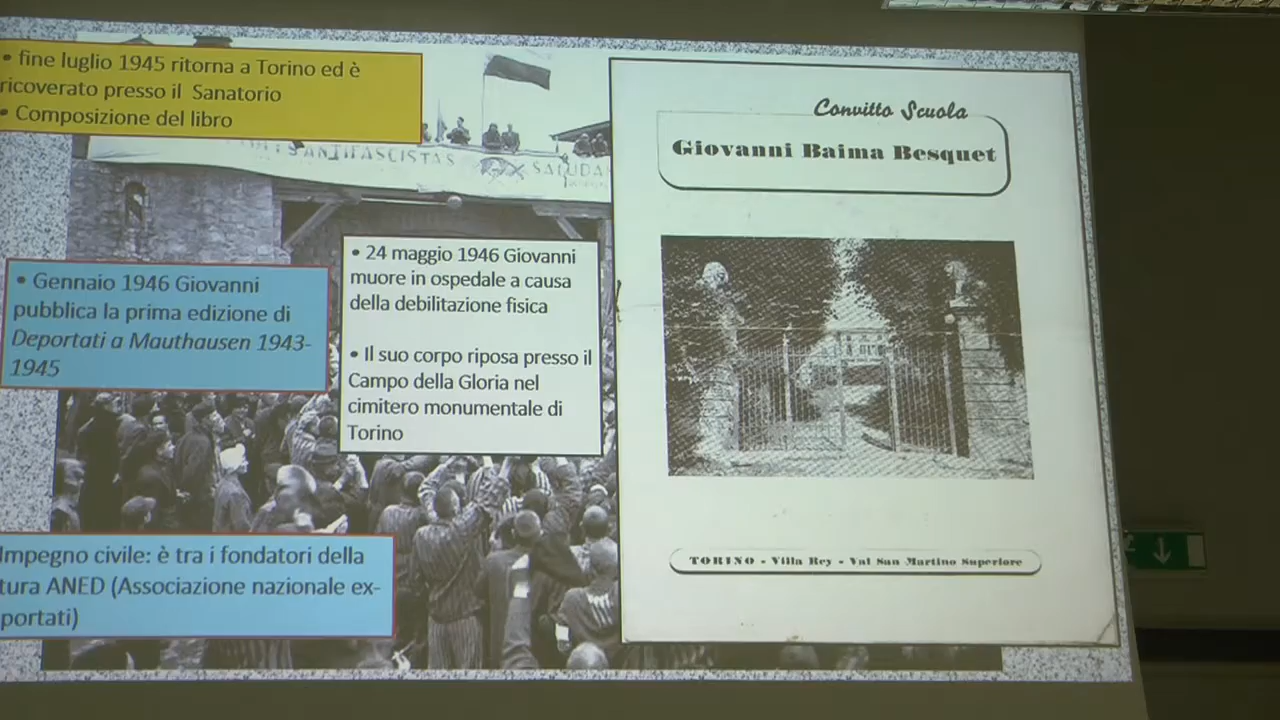 • fine luglio 1945 ritorna a Torino ed è
ricoverato presso il Sanatorio
• Composizione del libro
ANTIFASCISTAS
SALUDA
• Gennaio 1946 Giovanni
pubblica la prima edizione di
Deportati a Mauthausen 1943-
1945
• 24 maggio 1946 Giovanni
muore in ospedale a causa
della debilitazione fisica
• Il suo corpo riposa presso il
Campo della Gloria nel
cimitero monumentale di
Torino
Impegno civile: è tra i fondatori della
tura ANED (Associazione nazionale ex-
portati)
Convitto Scuola
Giovanni Baima Besquet
TORINO - Villa Rey - Val San Martino Superiore